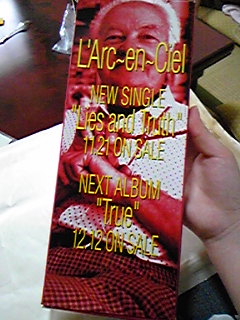 L'Arc~en~Ciel
NEW SINGLE
"Lies and Truth"
11.21 ON SALE
NEXT ALBUM
"True"
12.12 ON SALE